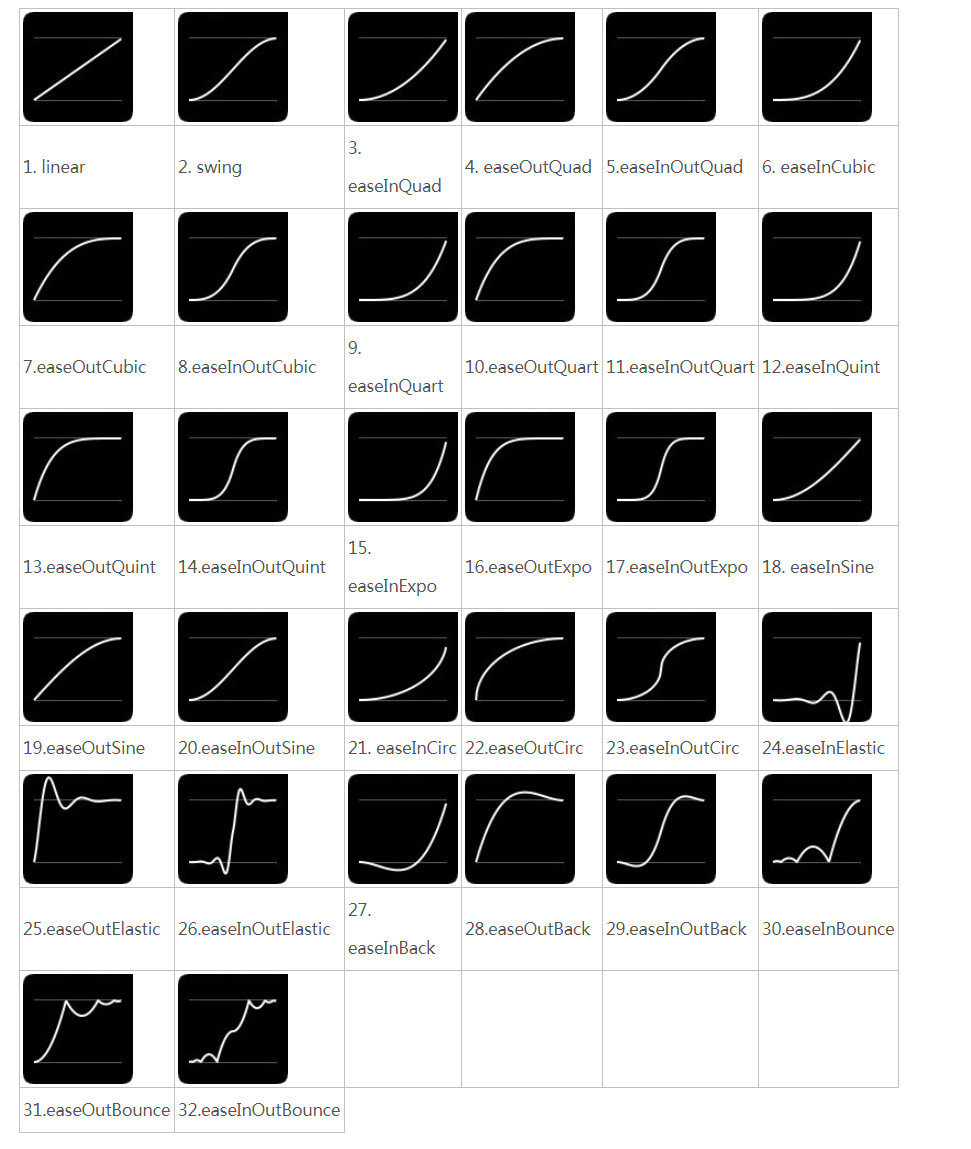 1. linear
2. swing
3.
easeInQuad
4. easeOutQuad
5.easeInOutQuad
6. easeInCubic
7.easeOutCubic
8.easeInOutCubic
9.
easeInQuart
10.easeOutQuart
11.easeInOutQuart
12.easeInQuint
13.easeOutQuint
14.easeInOutQuint
15.
easeInExpo
16.easeOutExpo
17.easeInOutExpo
18. easeInSine
19.easeOutSine
20.easeInOutSine
21. easeInCirc
22.easeOutCirc
23.easeInOutCirc
24.easeInElastic
25.easeOutElastic
26.easeInOutElastic
27.
easeInBack
28.easeOutBack
29.easeInOutBack
30.easeInBounce
31.easeOutBounce
32.easeInOutBounce